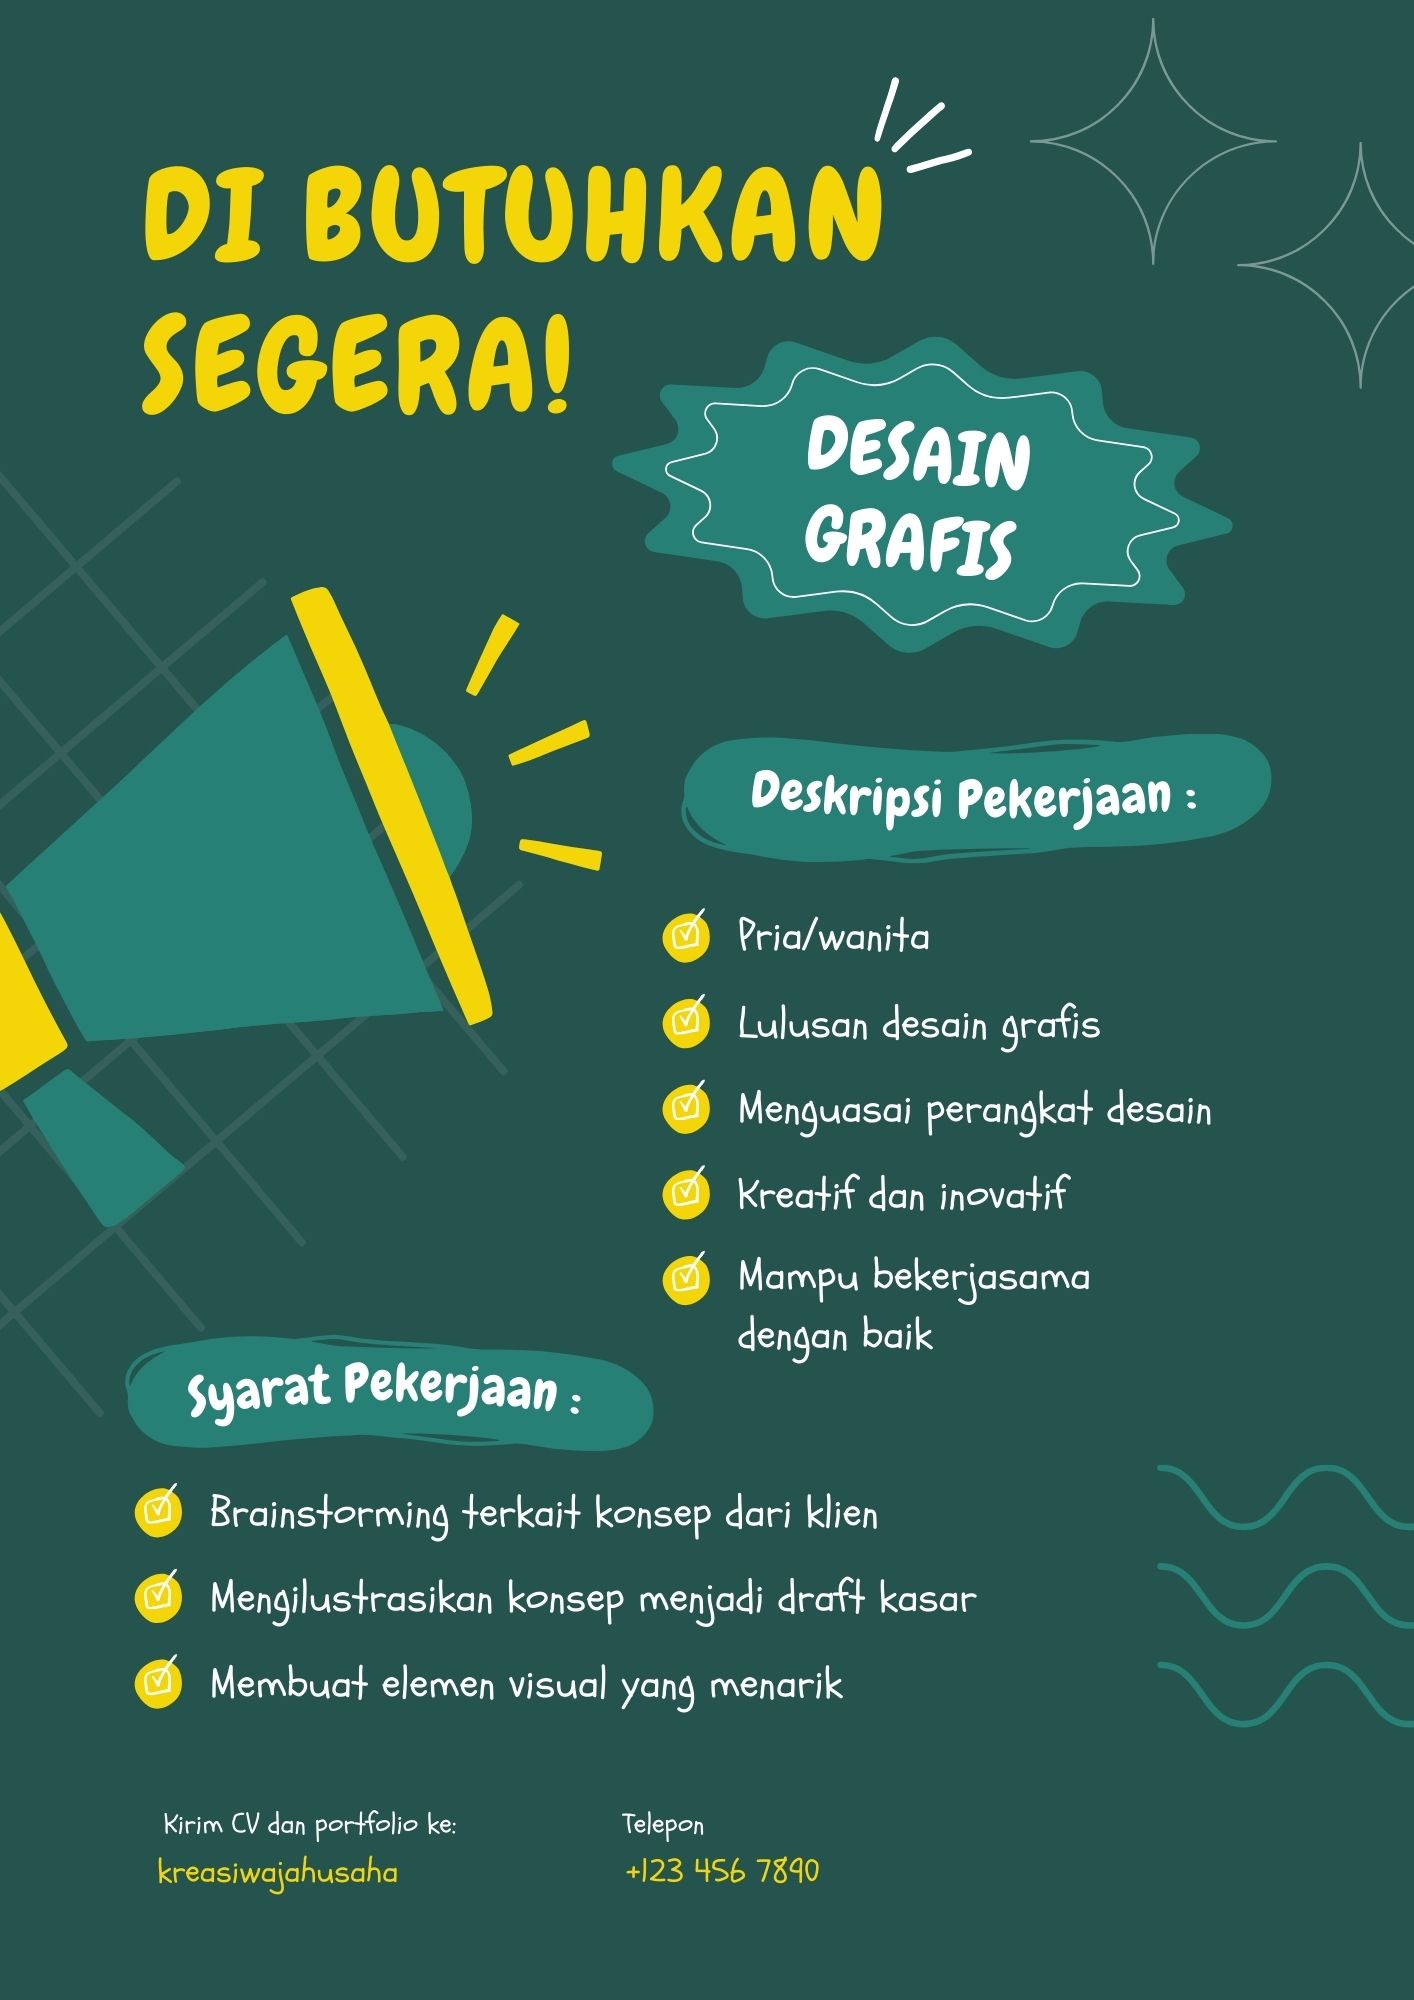 DI BUTUHKAN
SEGERA!
DESAIN
GRAFIS
Deskripsi Pekerjaan :
Pria/wanita
Lulusan desain grafis
Menguasai perangkat desain
Kreatif dan inovatif
Mampu bekerjasama
dengan baik
Syarat Pekerjaan :
Brainstorming terkait konsep dari klien
Mengilustrasikan konsep menjadi draft kasar
Membuat elemen visual yang menarik
Kirim CV dan portfolio ke:
kreasiwajahusaha
Telepon
+123 456 7890